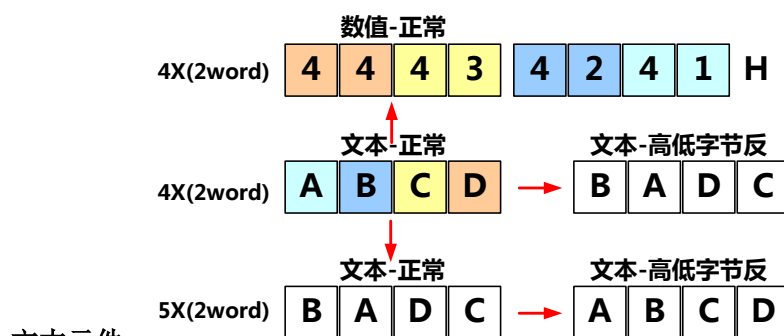 数值-正常
4X(2word) 4 4 4 3 4 2 4 1 H
文本-正常 文本-高低字节反
4X(2word) A B C D B A D C
文本-正常 文本-高低字节反
5X(2word) B A D C A B C D